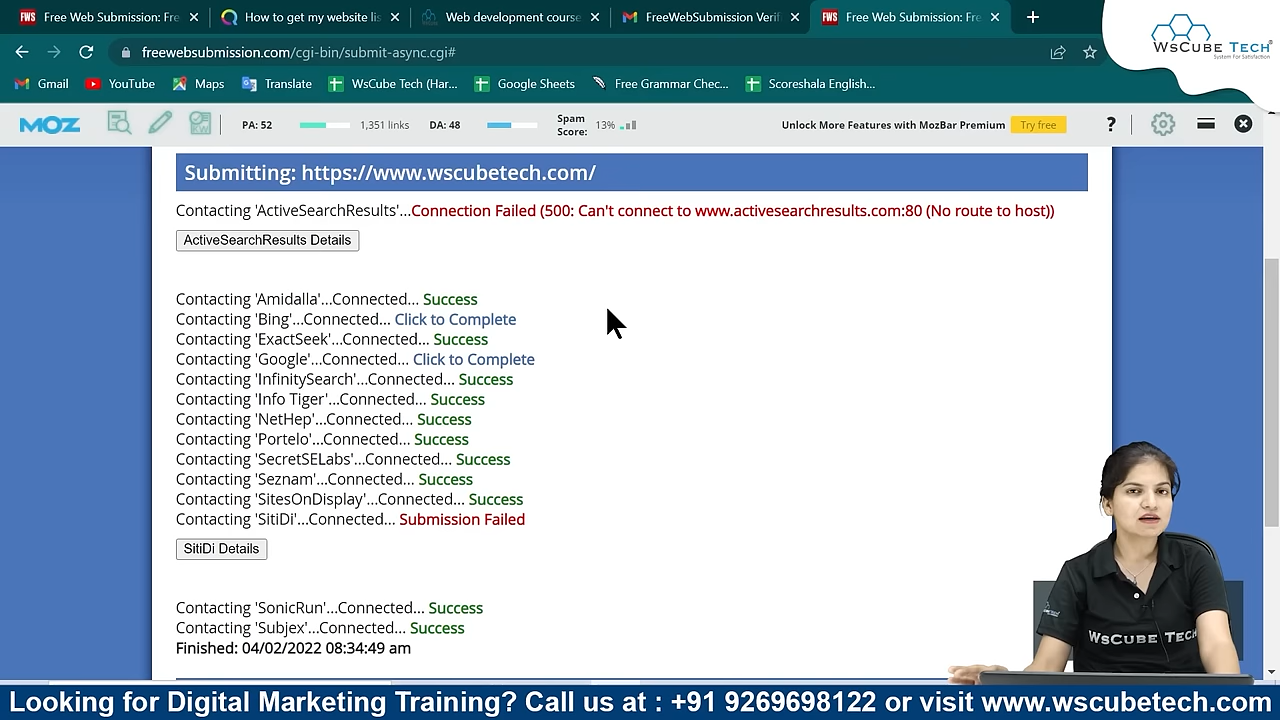 Free Web Submission: Fre
How to get my website lis
Web development course
FreeWebSubmission Verifi
Free Web Submission: Fre
freewebsubmission.com/cgi-bin/submit-async.cgi#
WsCube Tech®
System For Satisfaction
Gmail
YouTube
Maps
Translate
WsCube Tech (Har...
Google Sheets
Free Grammar Chec...
Scoreshala English...
MOZ
PA: 52
1,351 links
DA: 48
Spam Score: 13%
Unlock More Features with MozBar Premium
Try free
?
Submitting: https://www.wscubetech.com/
Contacting 'ActiveSearchResults'...Connection Failed (500: Can't connect to www.activesearchresults.com:80 (No route to host))
ActiveSearchResults Details
Contacting 'Amidalla'...Connected... Success
Contacting 'Bing'...Connected... Click to Complete
Contacting 'ExactSeek'...Connected... Success
Contacting 'Google'...Connected... Click to Complete
Contacting 'InfinitySearch'...Connected... Success
Contacting 'Info Tiger'...Connected... Success
Contacting 'NetHep'...Connected... Success
Contacting 'Portelo'...Connected... Success
Contacting 'SecretSELabs'...Connected... Success
Contacting 'Seznam'...Connected... Success
Contacting 'SitesOnDisplay'...Connected... Success
Contacting 'SitiDi'...Connected... Submission Failed
SitiDi Details
Contacting 'SonicRun'...Connected... Success
Contacting 'Subjex'...Connected... Success
Finished: 04/02/2022 08:34:49 am
WsCube Tech
Looking for Digital Marketing Training? Call us at : +91 9269698122 or visit www.wscubetech.com